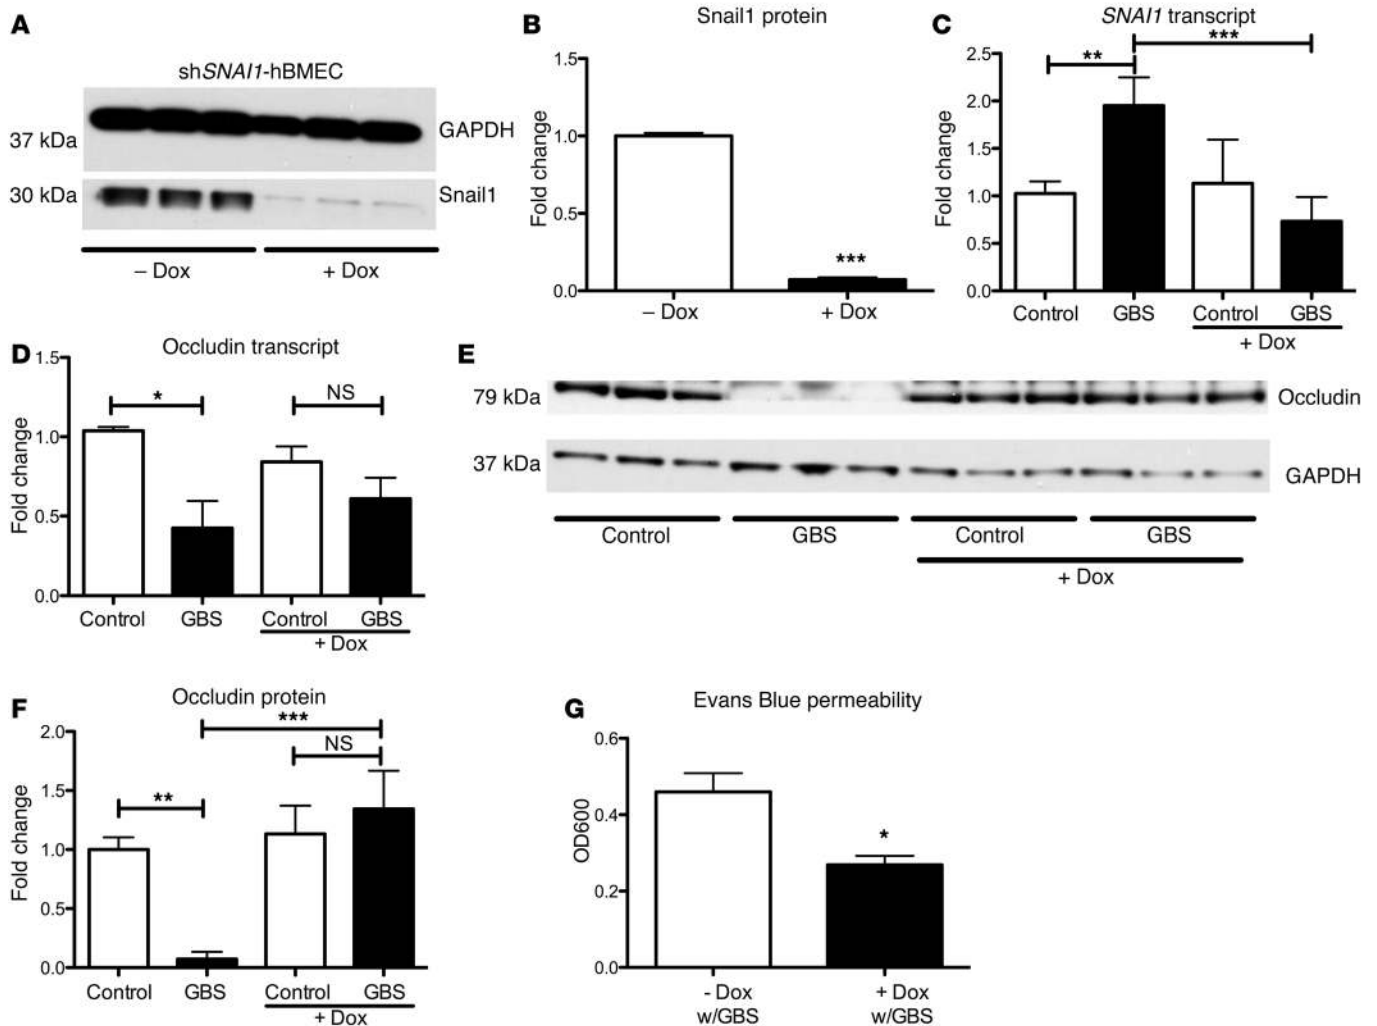 A
shSNAI1-hBMEC
37 kDa
GAPDH
30 kDa
Snail1
– Dox
+ Dox
B
Snail1 protein
Fold change
1.5
1.0
0.5
0.0
***
– Dox
+ Dox
C
SNAI1 transcript
Fold change
2.5
2.0
1.5
1.0
0.5
0.0
**
***
Control
GBS
Control
GBS
+ Dox
D
Occludin transcript
Fold change
1.5
1.0
0.5
0.0
*
NS
Control
GBS
Control
GBS
+ Dox
E
79 kDa
Occludin
37 kDa
GAPDH
Control
GBS
Control
GBS
+ Dox
F
Occludin protein
Fold change
2.0
1.5
1.0
0.5
0.0
***
NS
**
Control
GBS
Control
GBS
+ Dox
G
Evans Blue permeability
OD600
0.6
0.4
0.2
0.0
*
- Dox
w/GBS
+ Dox
w/GBS